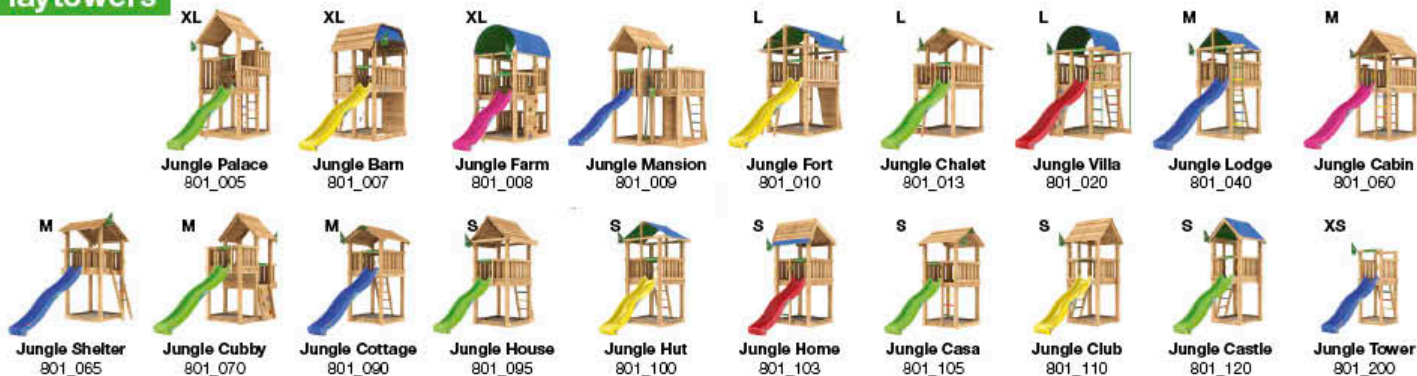 laytowers
XL XL XL L L L M M
Jungle Palace Jungle Barn Jungle Farm Jungle Mansion Jungle Fort Jungle Chalet Jungle Villa Jungle Lodge Jungle Cabin
801_005 801_007 801_008 801_009 801_010 801_013 801_020 801_040 801_060
M M M S S S S S S XS
Jungle Shelter Jungle Cubby Jungle Cottage Jungle House Jungle Hut Jungle Home Jungle Casa Jungle Club Jungle Castle Jungle Tower
801_065 801_070 801_090 801_095 801_100 801_103 801_105 801_110 801_120 801_200